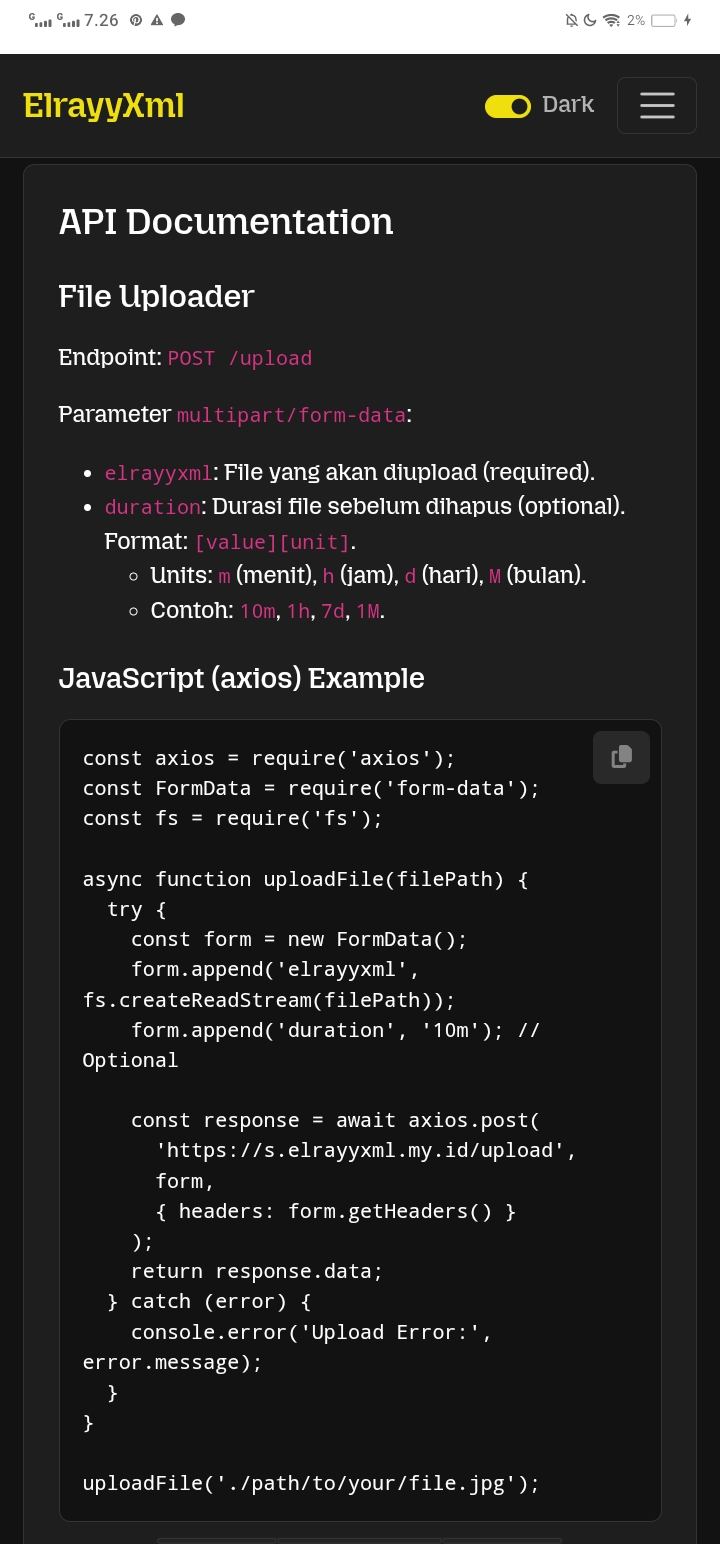 7.26
2%
ElrayyXml
Dark
API Documentation
File Uploader
Endpoint: POST /upload
Parameter multipart/form-data:
• elrayyxml: File yang akan diupload (required).
• duration: Durasi file sebelum dihapus (optional).
Format: [value][unit].
◦ Units: m (menit), h (jam), d (hari), M (bulan).
◦ Contoh: 10m, 1h, 7d, 1M.
JavaScript (axios) Example
const axios = require('axios');
const FormData = require('form-data');
const fs = require('fs');
async function uploadFile(filePath) {
  try {
    const form = new FormData();
    form.append('elrayyxml',
fs.createReadStream(filePath));
    form.append('duration', '10m'); //
Optional
    const response = await axios.post(
      'https://s.elrayyxml.my.id/upload',
      form,
      { headers: form.getHeaders() }
    );
    return response.data;
  } catch (error) {
    console.error('Upload Error:',
error.message);
  }
}
uploadFile('./path/to/your/file.jpg');